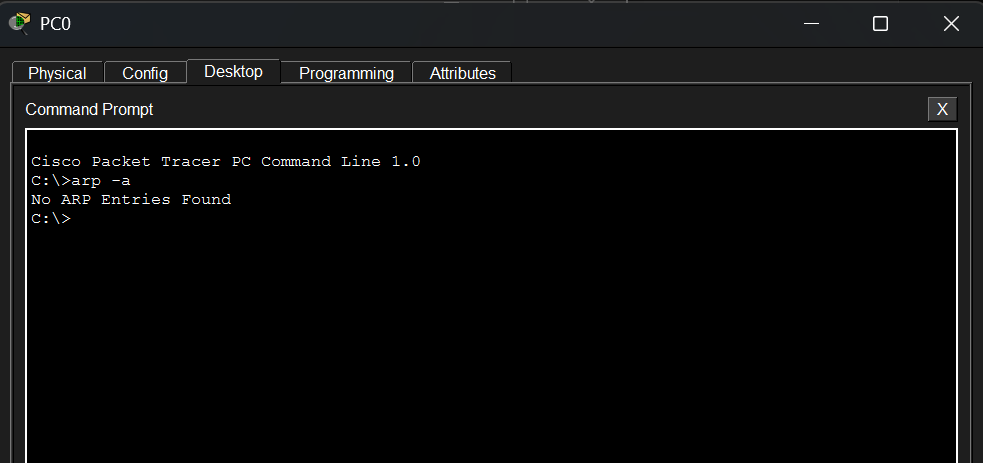 PC0
Physical Config Desktop Programming Attributes
Command Prompt X
Cisco Packet Tracer PC Command Line 1.0
C:\>arp -a
No ARP Entries Found
C:\>